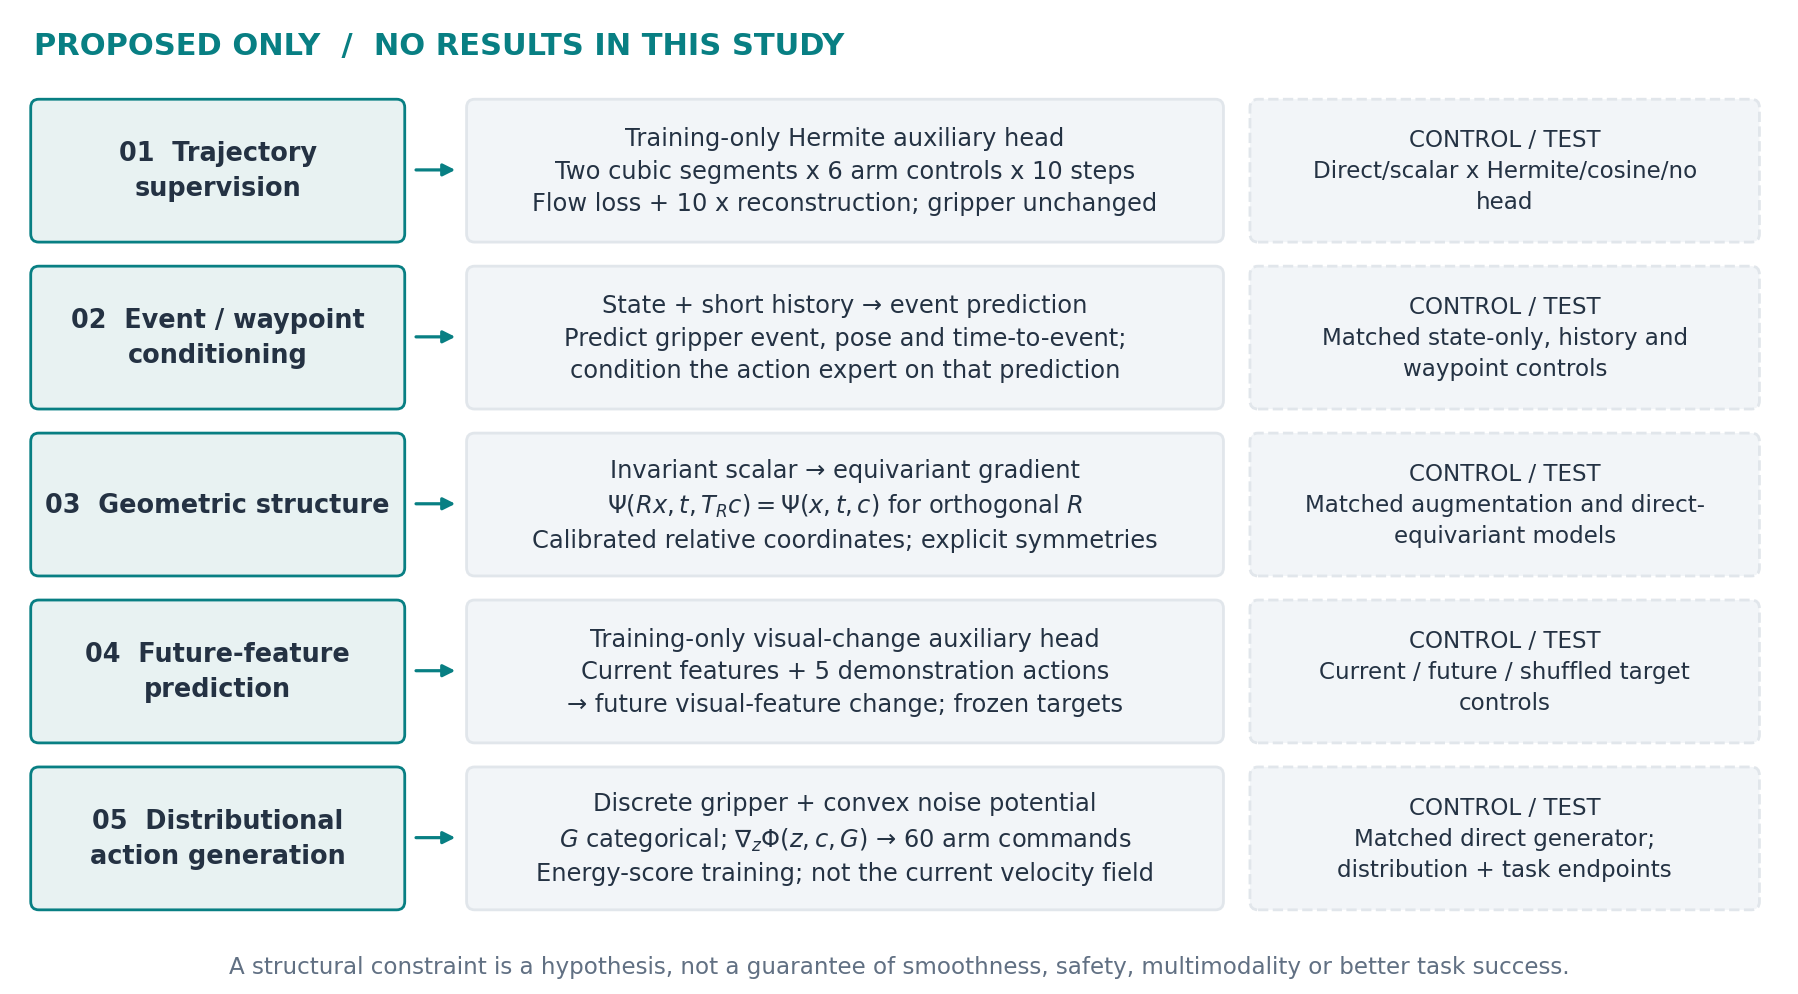 PROPOSED ONLY / NO RESULTS IN THIS STUDY
01 Trajectory
supervision
Training-only Hermite auxiliary head
Two cubic segments x 6 arm controls x 10 steps
Flow loss + 10 x reconstruction; gripper unchanged
CONTROL / TEST
Direct/scalar x Hermite/cosine/no
head
02 Event / waypoint
conditioning
State + short history → event prediction
Predict gripper event, pose and time-to-event;
condition the action expert on that prediction
CONTROL / TEST
Matched state-only, history and
waypoint controls
03 Geometric structure
Invariant scalar → equivariant gradient
Ψ(Rx, t, T_R c) = Ψ(x, t, c) for orthogonal R
Calibrated relative coordinates; explicit symmetries
CONTROL / TEST
Matched augmentation and direct-
equivariant models
04 Future-feature
prediction
Training-only visual-change auxiliary head
Current features + 5 demonstration actions
→ future visual-feature change; frozen targets
CONTROL / TEST
Current / future / shuffled target
controls
05 Distributional
action generation
Discrete gripper + convex noise potential
G categorical; ∇_z Φ(z, c, G) → 60 arm commands
Energy-score training; not the current velocity field
CONTROL / TEST
Matched direct generator;
distribution + task endpoints
A structural constraint is a hypothesis, not a guarantee of smoothness, safety, multimodality or better task success.